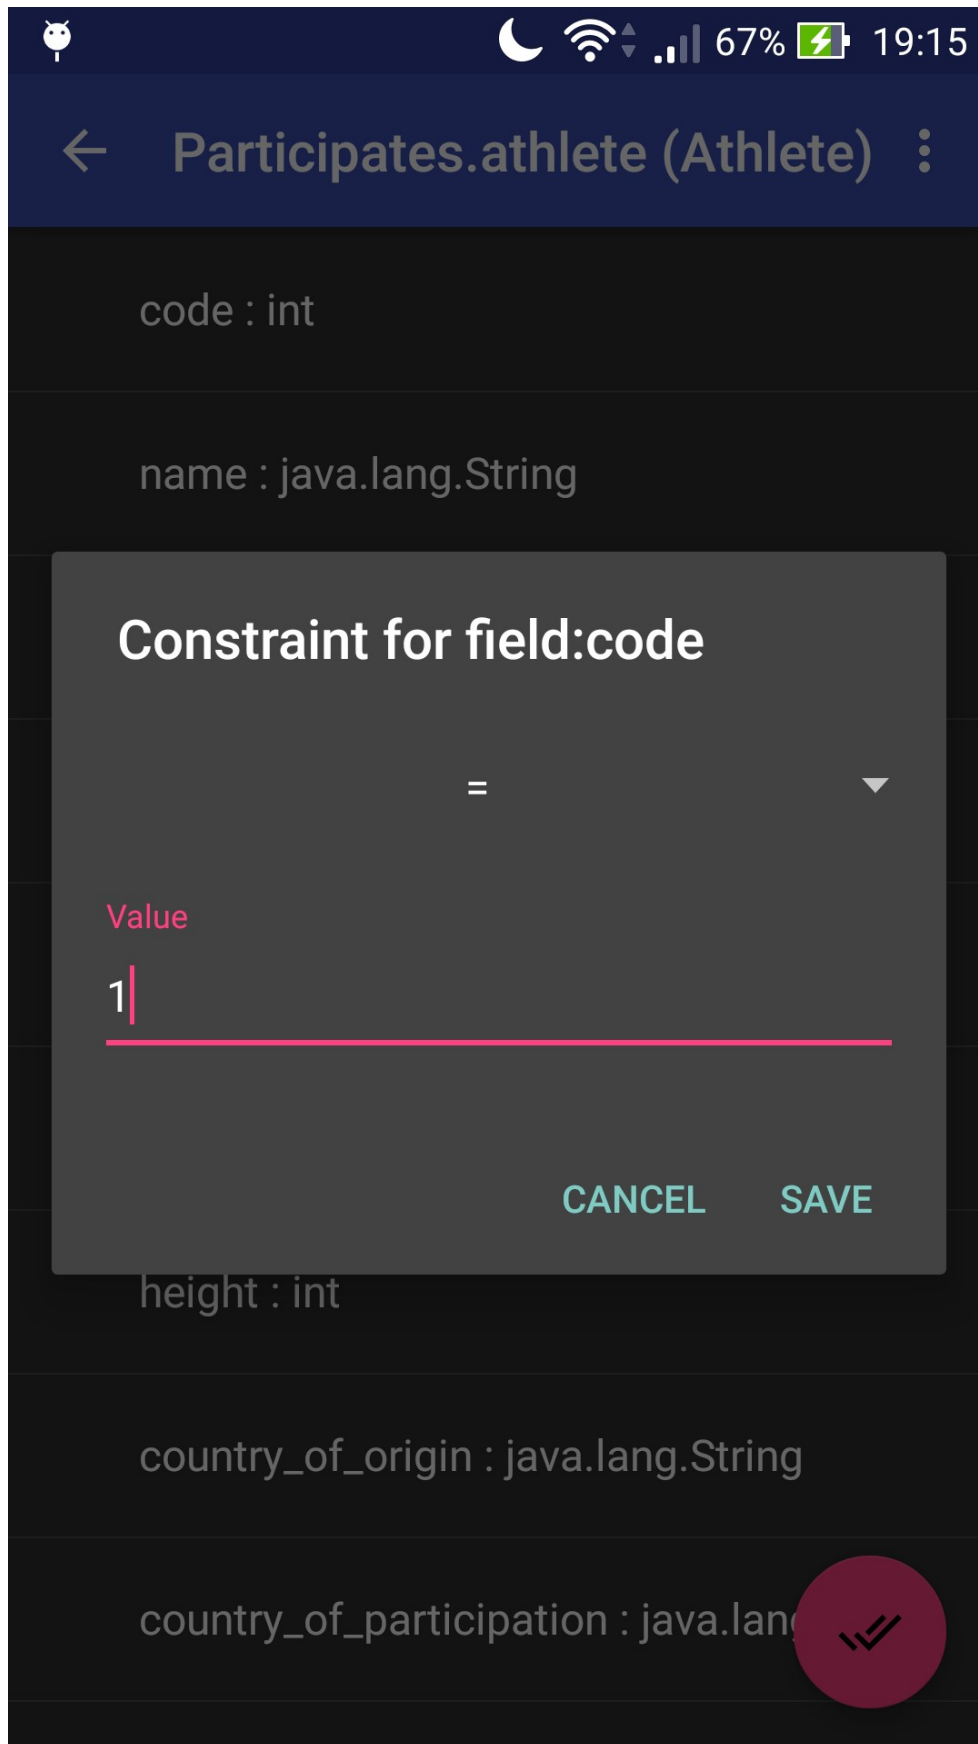 67% 19:15
Participates.athlete (Athlete)
code : int
name : java.lang.String
Constraint for field:code
=
Value
1
CANCEL SAVE
height : int
country_of_origin : java.lang.String
country_of_participation : java.lang